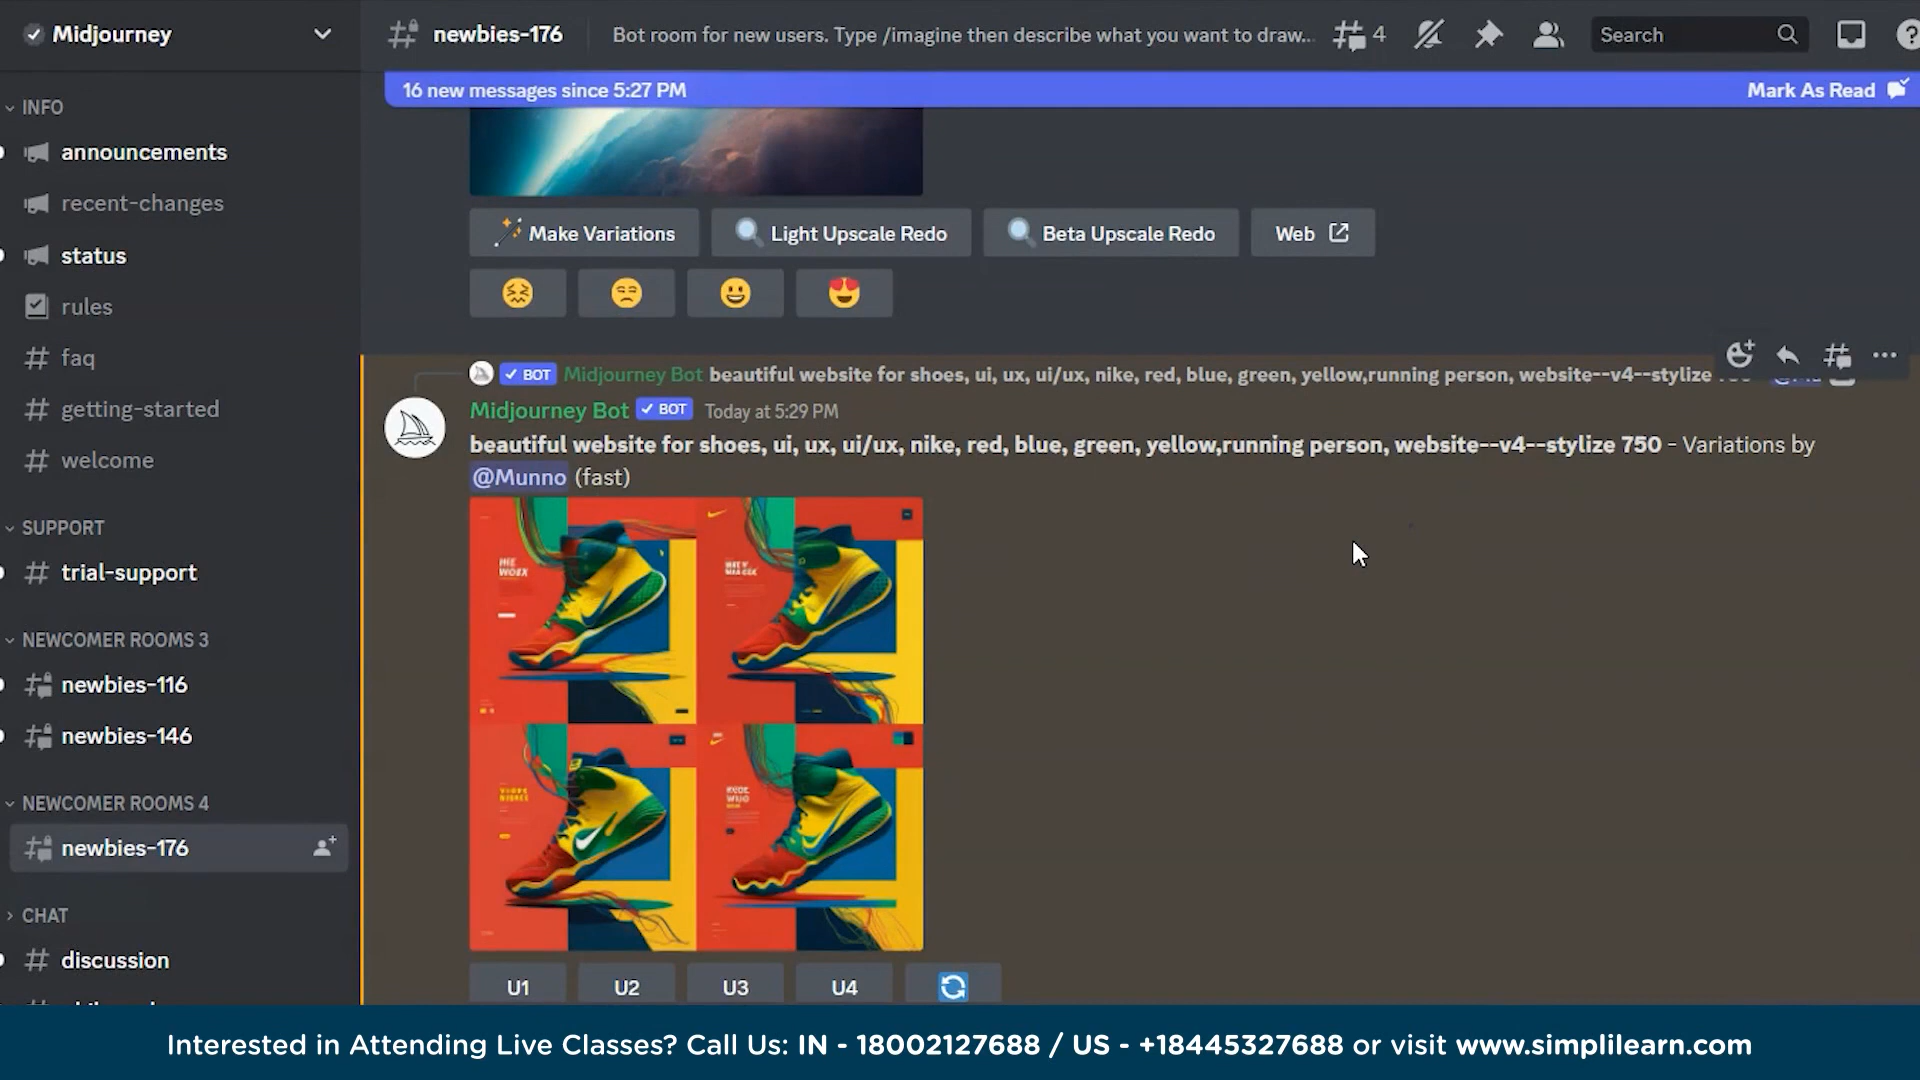 Midjourney
newbies-176
Bot room for new users. Type /imagine then describe what you want to draw...
4
Search
16 new messages since 5:27 PM
Mark As Read
INFO
announcements
recent-changes
status
rules
faq
getting-started
welcome
SUPPORT
trial-support
NEWCOMER ROOMS 3
newbies-116
newbies-146
NEWCOMER ROOMS 4
newbies-176
CHAT
discussion
Make Variations
Light Upscale Redo
Beta Upscale Redo
Web
BOT Midjourney Bot beautiful website for shoes, ui, ux, ui/ux, nike, red, blue, green, yellow,running person, website--v4--stylize
Midjourney Bot BOT Today at 5:29 PM
beautiful website for shoes, ui, ux, ui/ux, nike, red, blue, green, yellow,running person, website--v4--stylize 750 - Variations by
@Munno (fast)
U1 U2 U3 U4
Interested in Attending Live Classes? Call Us: IN - 18002127688 / US - +18445327688 or visit www.simplilearn.com